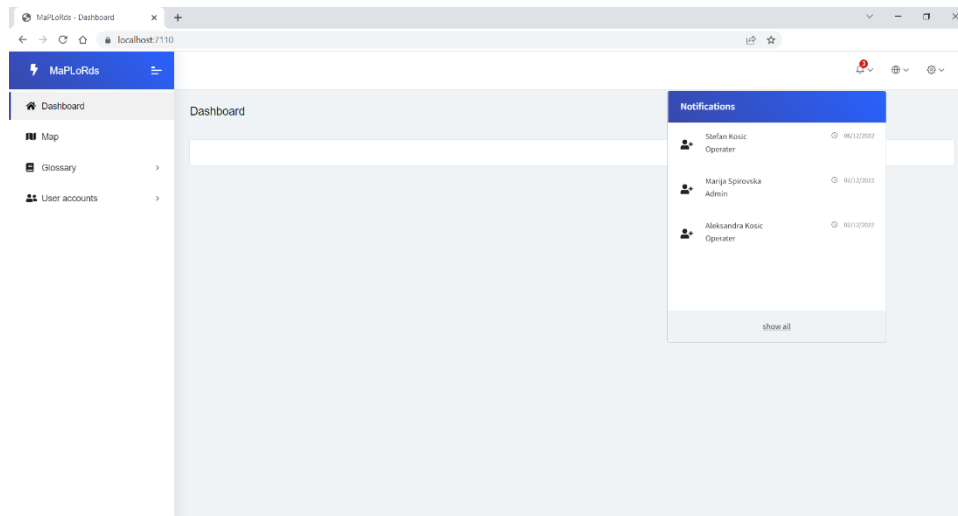 MaPLoRds - Dashboard
localhost:7110
MaPLoRds
3
Dashboard
Map
Glossary
User accounts
Dashboard
Notifications
Stefan Kosic
06/12/2022
Operater
Marija Spirovska
02/12/2022
Admin
Aleksandra Kosic
02/12/2022
Operater
show all